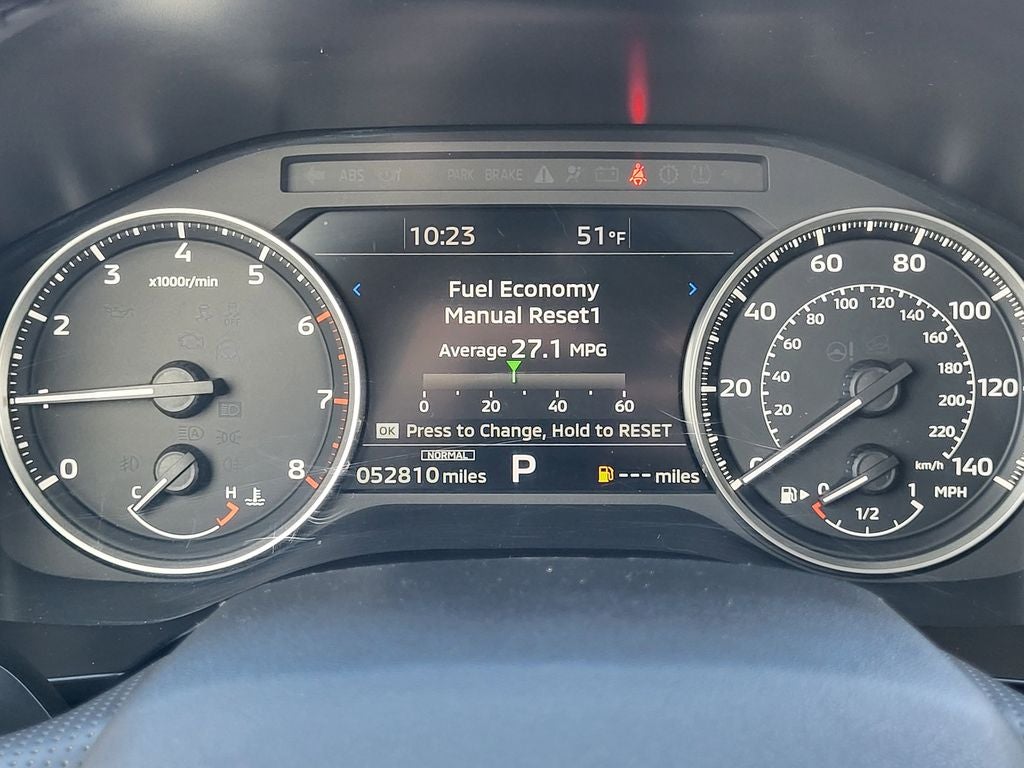 ABS PARK BRAKE
10:23 51°F
Fuel Economy
Manual Reset1
Average 27.1 MPG
0 20 40 60
OK Press to Change, Hold to RESET
NORMAL
052810 miles P --- miles
x1000r/min
0 2 3 4 5 6 7 8
C H
0 20 40 60 80 100 120 140
MPH
20 40 60 80 100 120 140 160 180 200 220
km/h
0 1/2 1